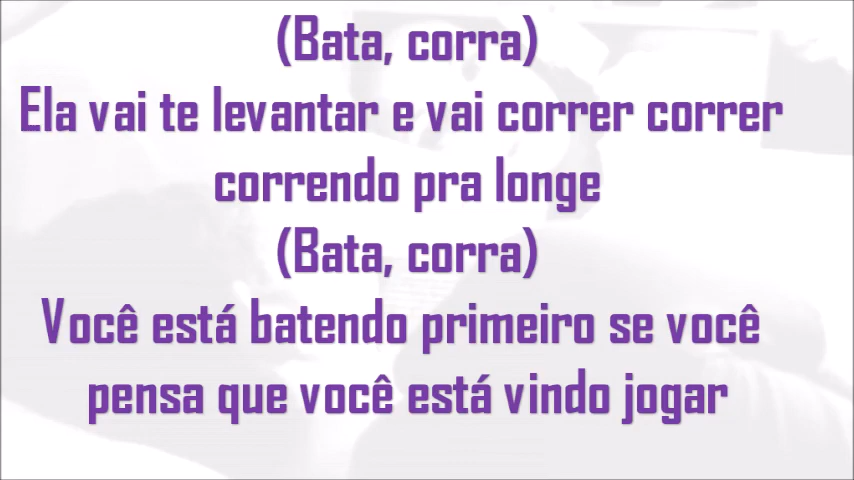 (Bata, corra)
Ela vai te levantar e vai correr correr
correndo pra longe
(Bata, corra)
Você está batendo primeiro se você
pensa que você está vindo jogar